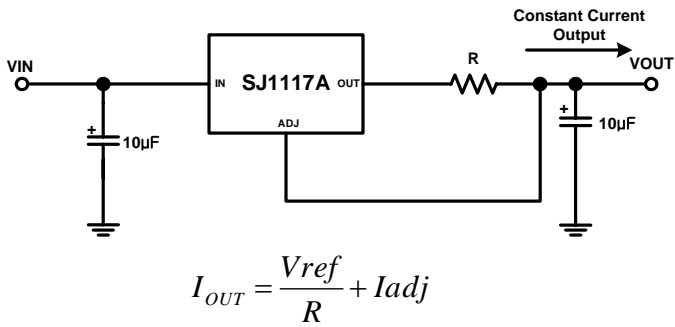 Constant Current
Output
VIN
IN SJ1117A OUT
ADJ
R
VOUT
+
10µF
+
10µF
I_OUT = Vref/R + Iadj